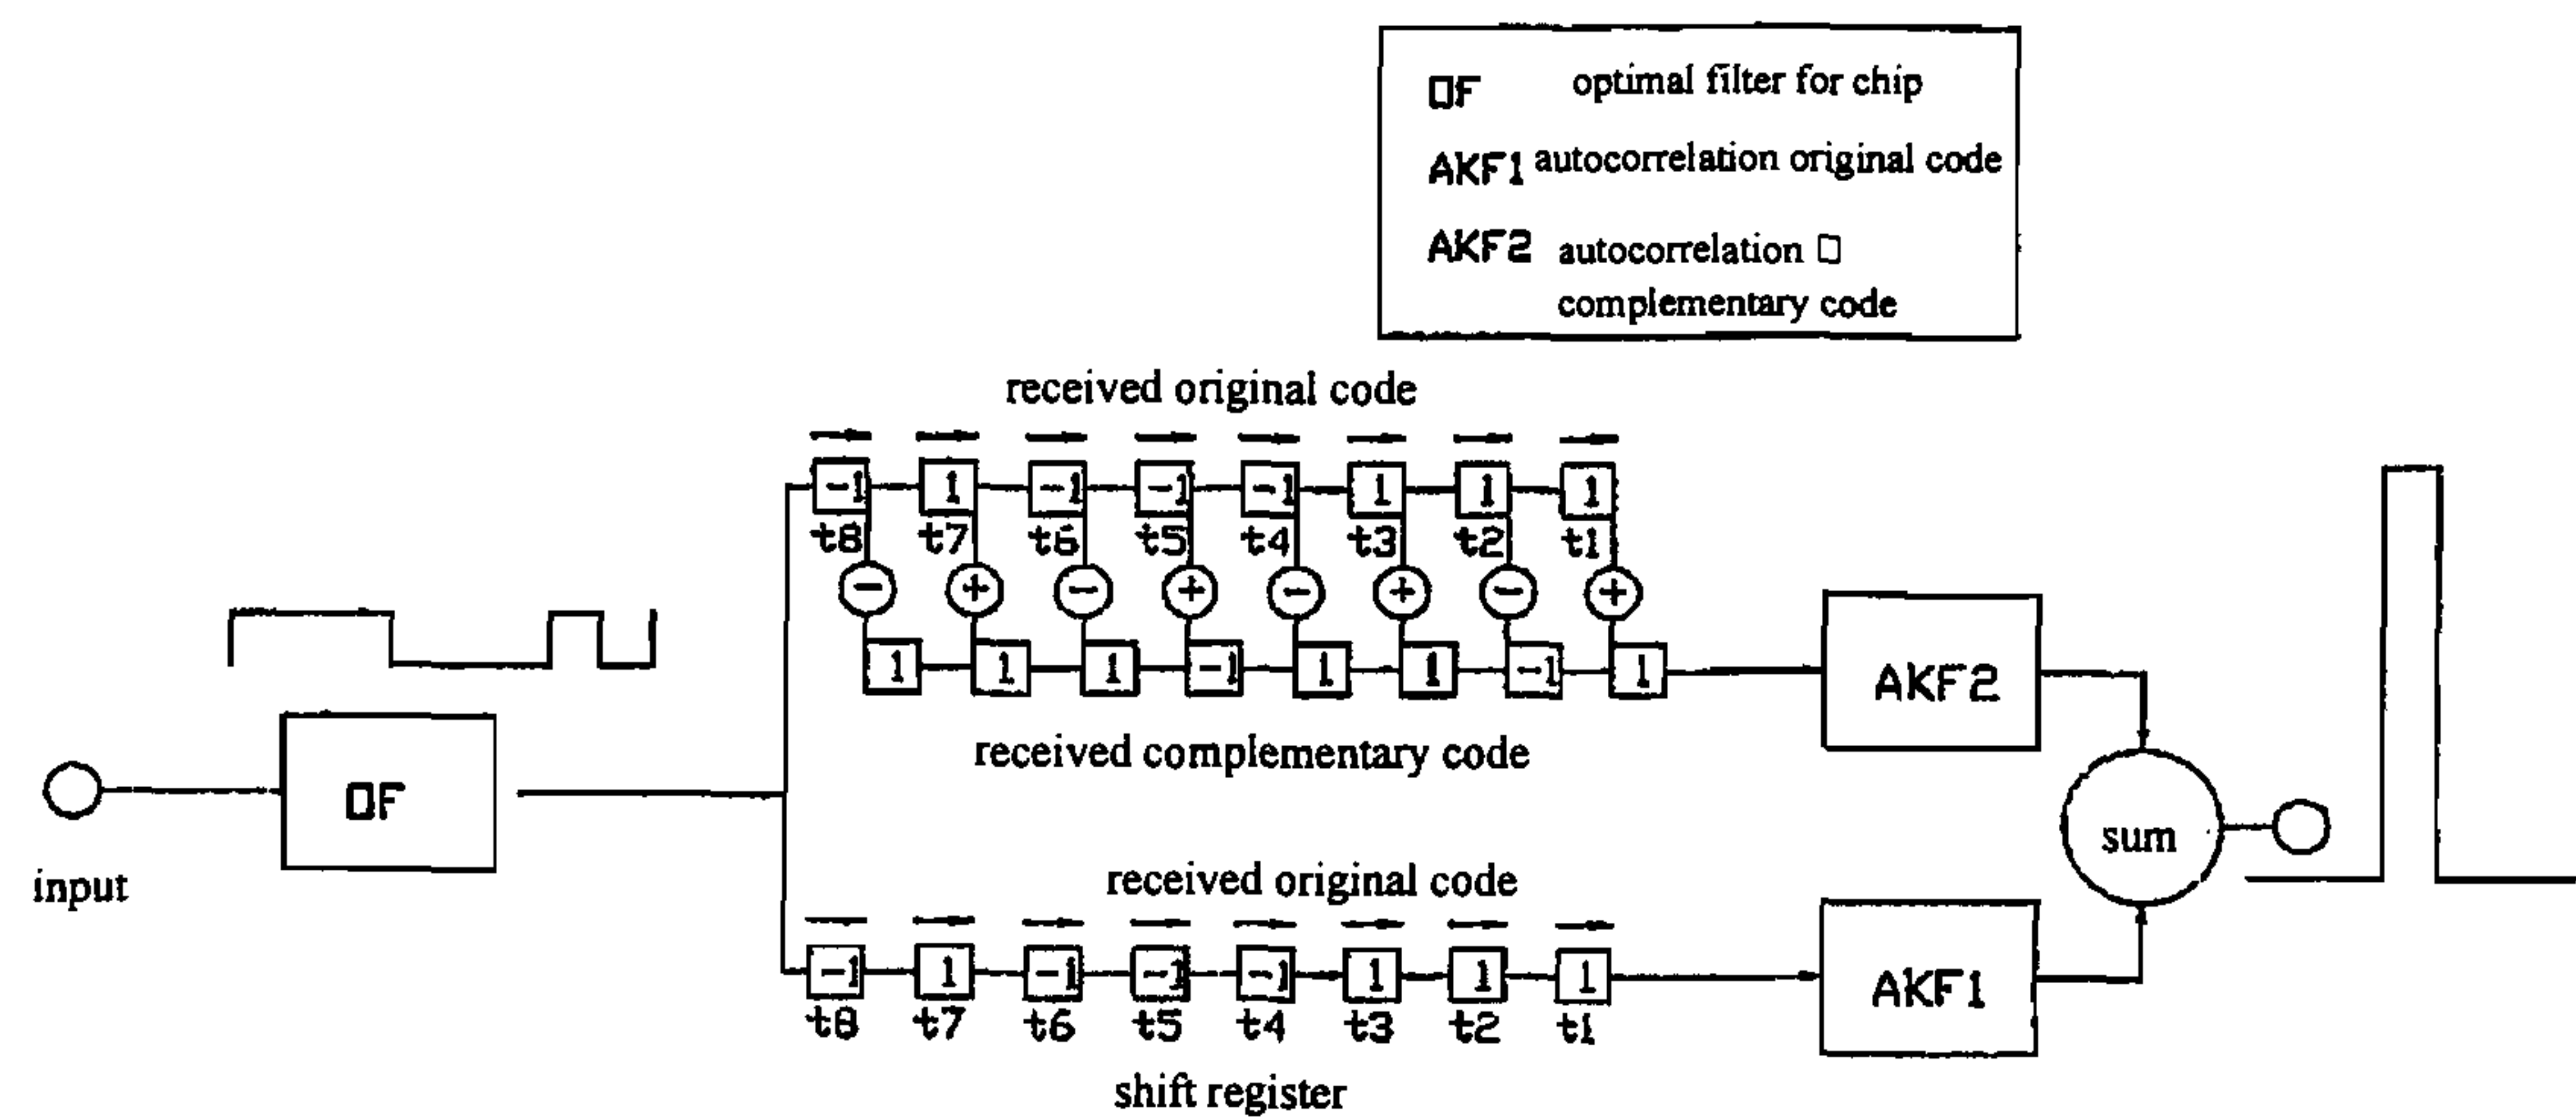 OF optimal filter for chip
AKF1 autocorrelation original code
AKF2 autocorrelation
complementary code
received original code
-1 1 -1 -1 -1 1 1 1
t8 t7 t6 t5 t4 t3 t2 t1
- + - + - + - +
1 1 1 -1 1 1 -1 1
AKF2
received complementary code
OF
input
sum
received original code
-1 1 -1 -1 -1 1 1 1
t8 t7 t6 t5 t4 t3 t2 t1
AKF1
shift register